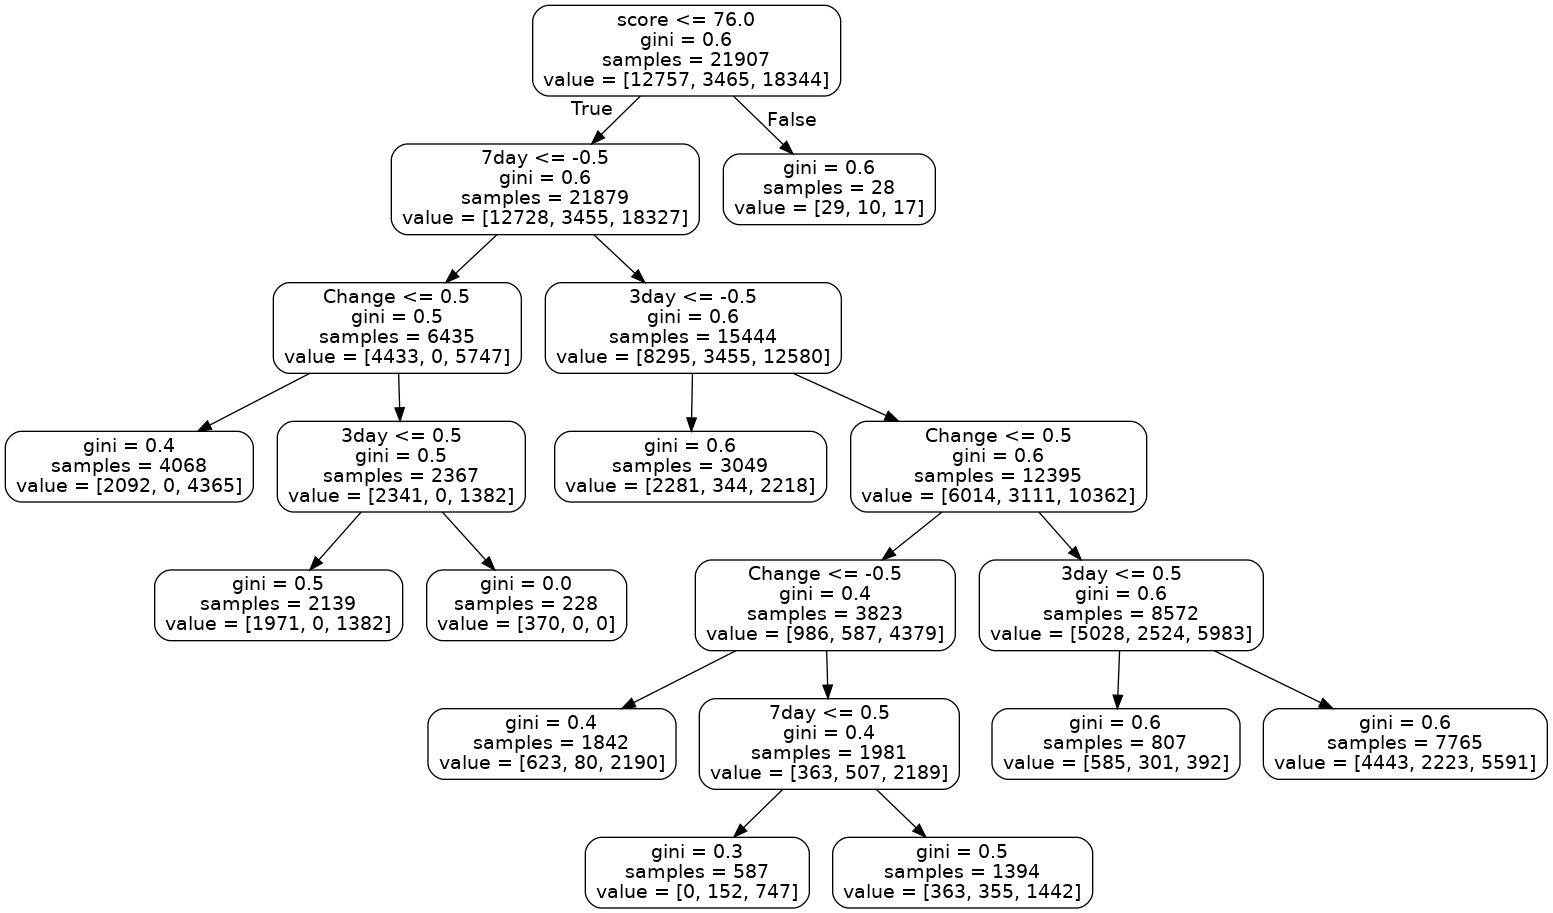 score <= 76.0
gini = 0.6
samples = 21907
value = [12757, 3465, 18344]
True
False
7day <= -0.5
gini = 0.6
samples = 21879
value = [12728, 3455, 18327]
gini = 0.6
samples = 28
value = [29, 10, 17]
Change <= 0.5
gini = 0.5
samples = 6435
value = [4433, 0, 5747]
3day <= -0.5
gini = 0.6
samples = 15444
value = [8295, 3455, 12580]
gini = 0.4
samples = 4068
value = [2092, 0, 4365]
3day <= 0.5
gini = 0.5
samples = 2367
value = [2341, 0, 1382]
gini = 0.6
samples = 3049
value = [2281, 344, 2218]
Change <= 0.5
gini = 0.6
samples = 12395
value = [6014, 3111, 10362]
gini = 0.5
samples = 2139
value = [1971, 0, 1382]
gini = 0.0
samples = 228
value = [370, 0, 0]
Change <= -0.5
gini = 0.4
samples = 3823
value = [986, 587, 4379]
3day <= 0.5
gini = 0.6
samples = 8572
value = [5028, 2524, 5983]
gini = 0.4
samples = 1842
value = [623, 80, 2190]
7day <= 0.5
gini = 0.4
samples = 1981
value = [363, 507, 2189]
gini = 0.6
samples = 807
value = [585, 301, 392]
gini = 0.6
samples = 7765
value = [4443, 2223, 5591]
gini = 0.3
samples = 587
value = [0, 152, 747]
gini = 0.5
samples = 1394
value = [363, 355, 1442]